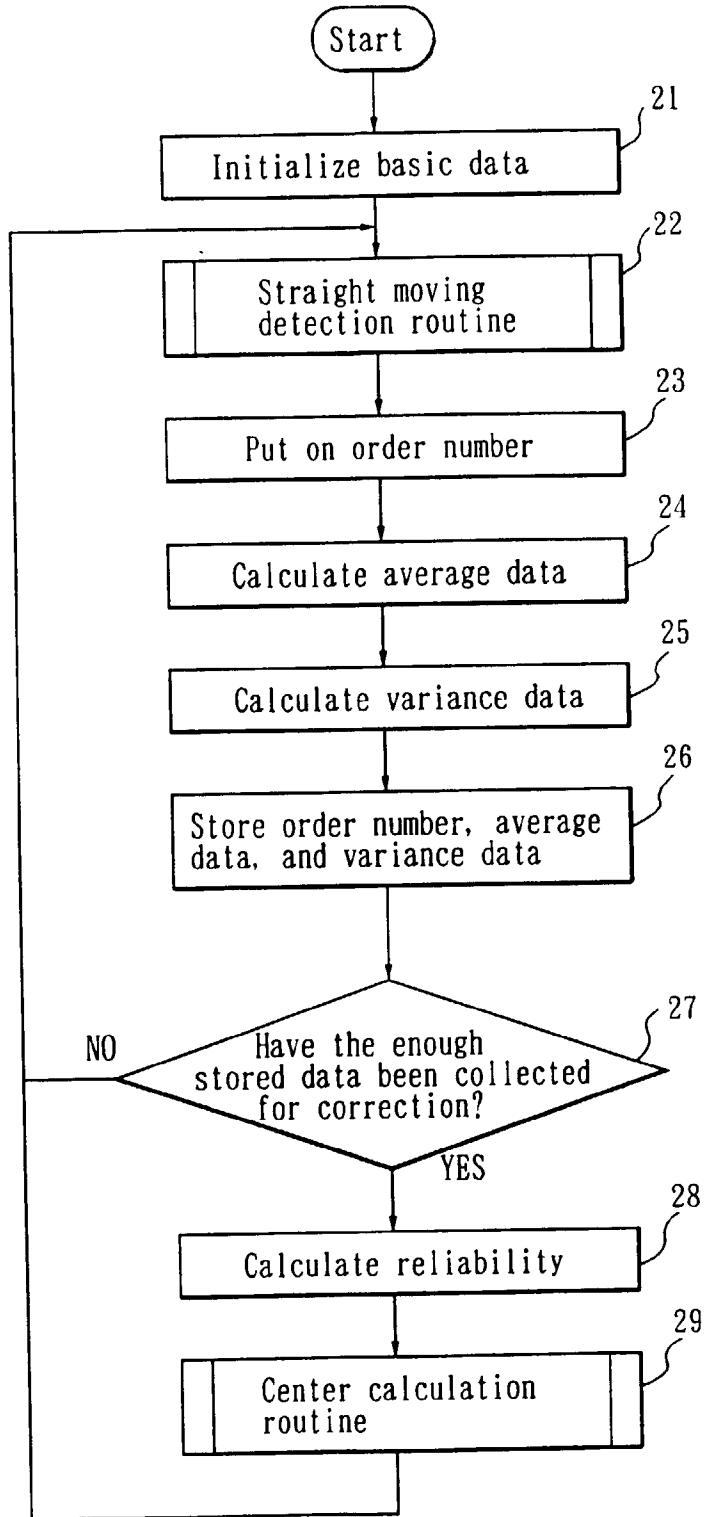 Start
21
Initialize basic data
22
Straight moving
detection routine
23
Put on order number
24
Calculate average data
25
Calculate variance data
26
Store order number, average
data, and variance data
27
NO
Have the enough
stored data been collected
for correction?
YES
28
Calculate reliability
29
Center calculation
routine